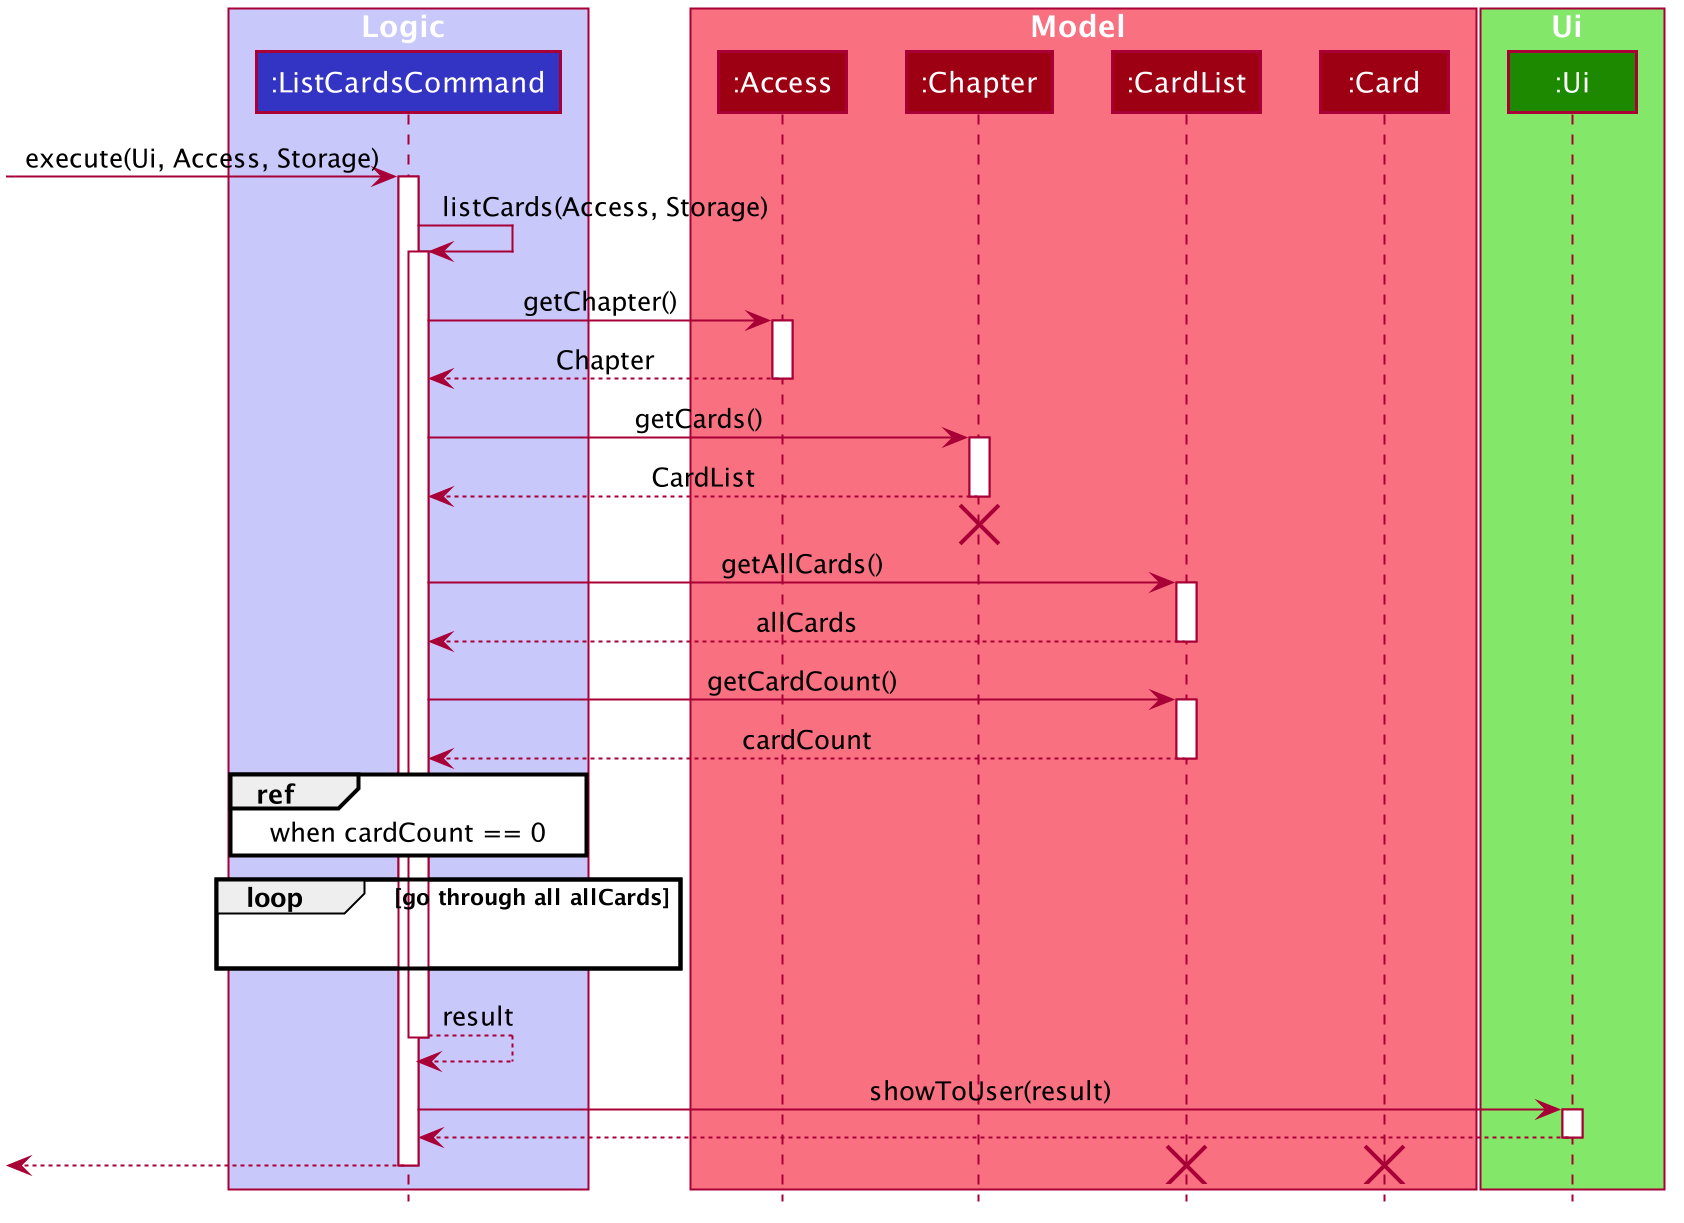 Logic
Model
Ui
:ListCardsCommand
:Access
:Chapter
:CardList
:Card
:Ui
execute(Ui, Access, Storage)
listCards(Access, Storage)
getChapter()
Chapter
getCards()
CardList
getAllCards()
allCards
getCardCount()
cardCount
ref
when cardCount == 0
loop
[go through all allCards]
result
showToUser(result)